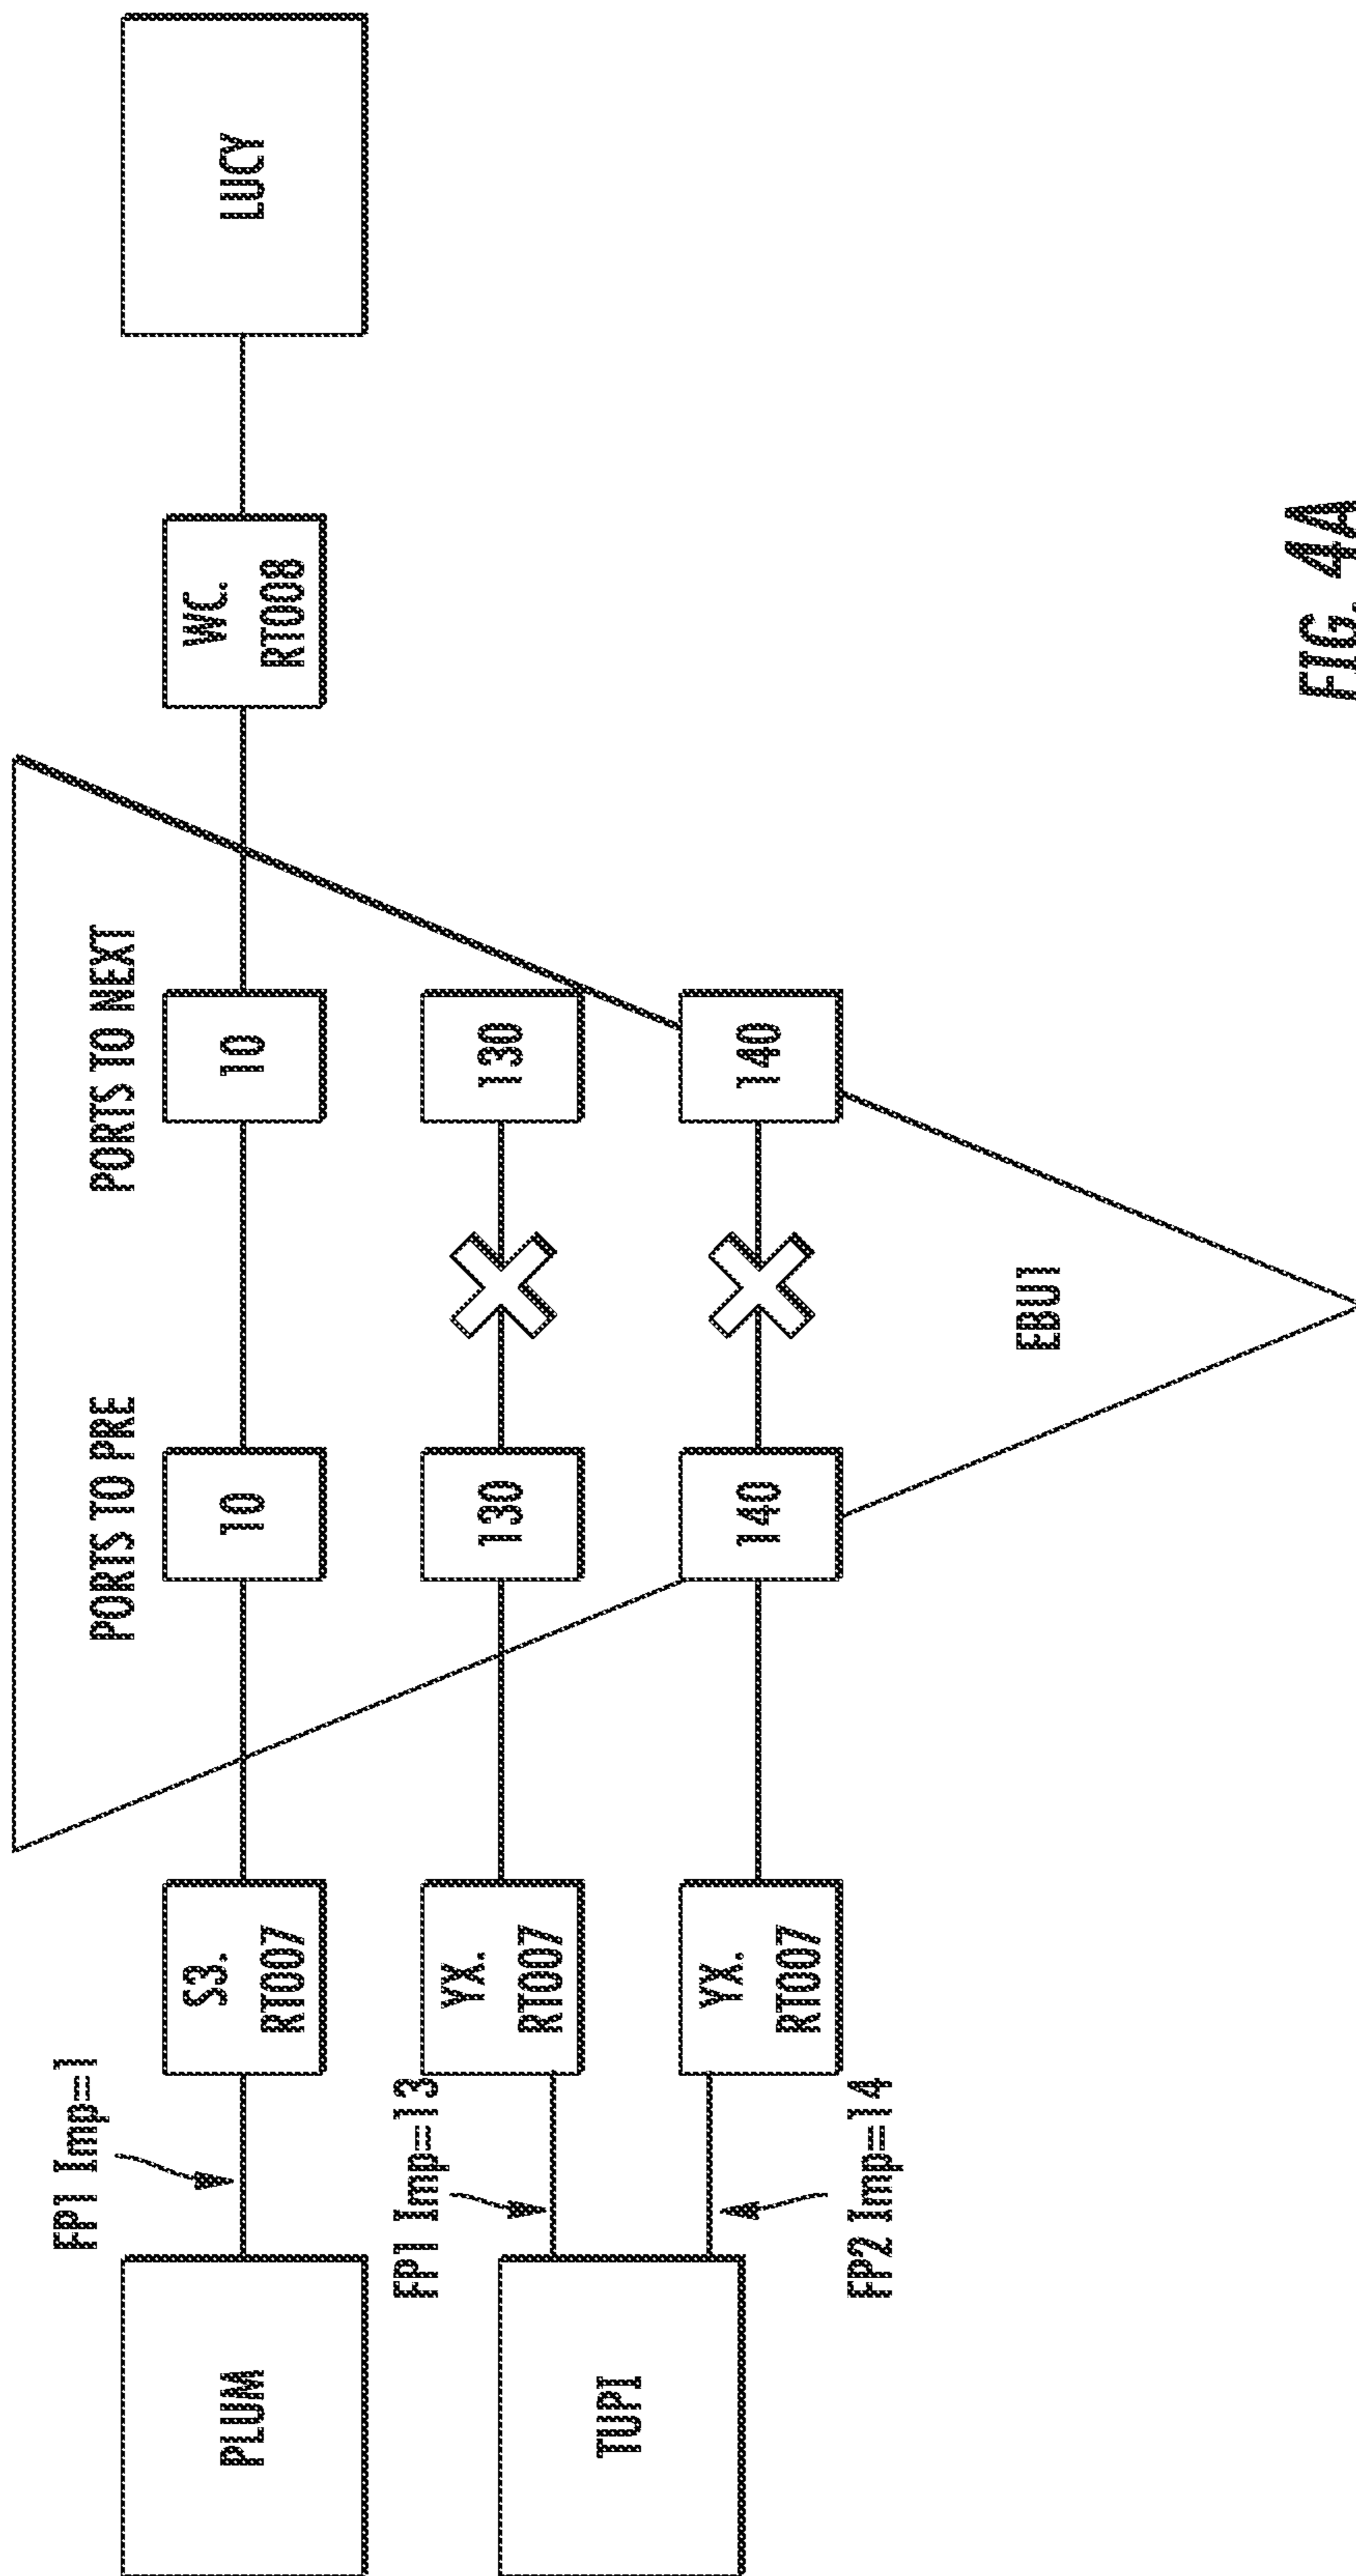 PORTS TO PRE
PORTS TO NEXT
FP1 Imp=1
PLUM
S3.
RT007
10
10
WC.
RT008
LUCY
FP1 Imp=13
YX.
RT007
130
130
TUPI
YX.
RT007
140
140
FP2 Imp=14
EBU1
FIG. 4A